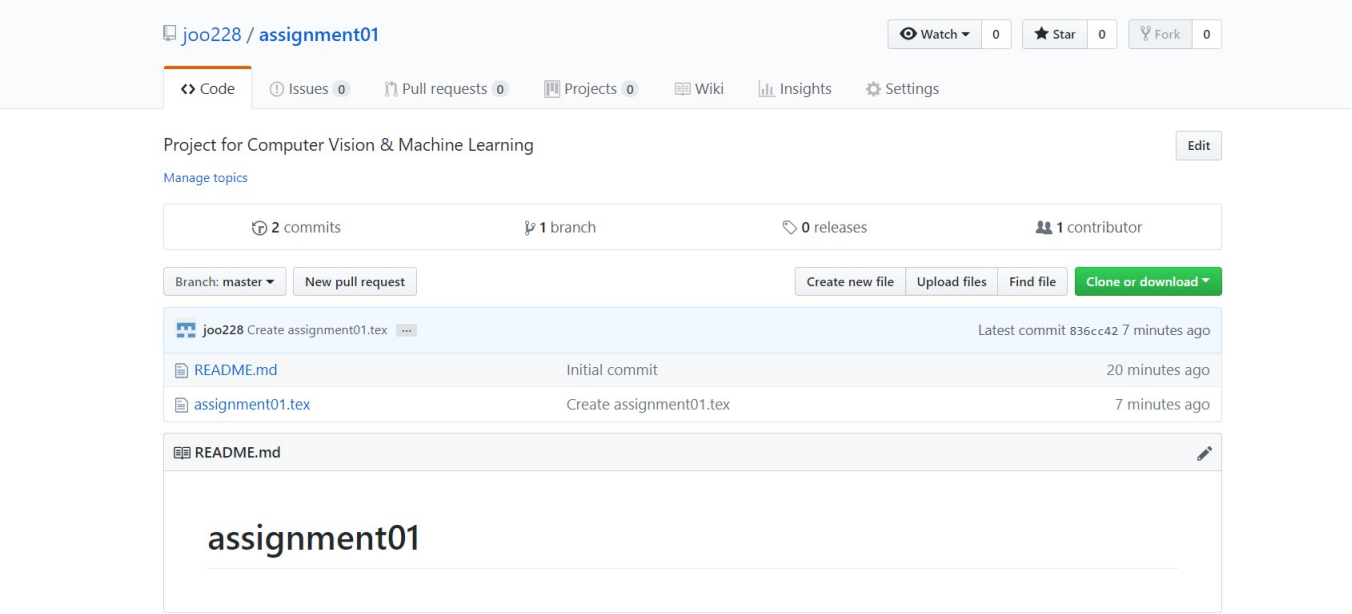 joo228 / assignment01
Watch 0 Star 0 Fork 0
Code Issues 0 Pull requests 0 Projects 0 Wiki Insights Settings
Project for Computer Vision & Machine Learning
Edit
Manage topics
2 commits 1 branch 0 releases 1 contributor
Branch: master New pull request Create new file Upload files Find file Clone or download
joo228 Create assignment01.tex ... Latest commit 836cc42 7 minutes ago
README.md Initial commit 20 minutes ago
assignment01.tex Create assignment01.tex 7 minutes ago
README.md
assignment01